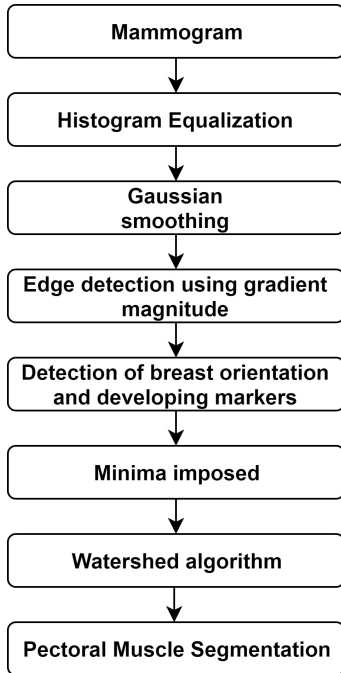 Mammogram
Histogram Equalization
Gaussian
smoothing
Edge detection using gradient
magnitude
Detection of breast orientation
and developing markers
Minima imposed
Watershed algorithm
Pectoral Muscle Segmentation